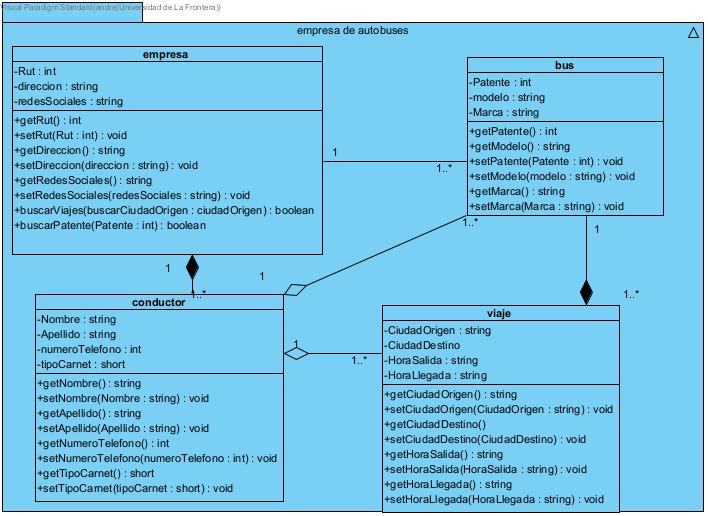 Visual Paradigm Standard(andre(Universidad de La Frontera))
empresa de autobuses
empresa
-Rut : int
-direccion : string
-redesSociales : string
+getRut() : int
+setRut(Rut : int) : void
+getDireccion() : string
+setDireccion(direccion : string) : void
+getRedesSociales() : string
+setRedesSociales(redesSociales : string) : void
+buscarViajes(buscarCiudadOrigen : ciudadOrigen) : boolean
+buscarPatente(Patente : int) : boolean
bus
-Patente : int
-modelo : string
-Marca : string
+getPatente() : int
+getModelo() : string
+setPatente(Patente : int) : void
+setModelo(modelo : string) : void
+getMarca() : string
+setMarca(Marca : string) : void
1
1..*
1
1..*
1
1..*
1
1..*
1
1..*
conductor
-Nombre : string
-Apellido : string
-numeroTelefono : int
-tipoCarnet : short
+getNombre() : string
+setNombre(Nombre : string) : void
+getApellido() : string
+setApellido(Apellido : string) : void
+getNumeroTelefono() : int
+setNumeroTelefono(numeroTelefono : int) : void
+getTipoCarnet() : short
+setTipoCarnet(tipoCarnet : short) : void
viaje
-CiudadOrigen : string
-CiudadDestino
-HoraSalida : string
-HoraLlegada : string
+getCiudadOrigen() : string
+setCiudadOrigen(CiudadOrigen : string) : void
+getCiudadDestino()
+setCiudadDestino(CiudadDestino) : void
+getHoraSalida() : string
+setHoraSalida(HoraSalida : string) : void
+getHoraLlegada() : string
+setHoraLlegada(HoraLlegada : string) : void